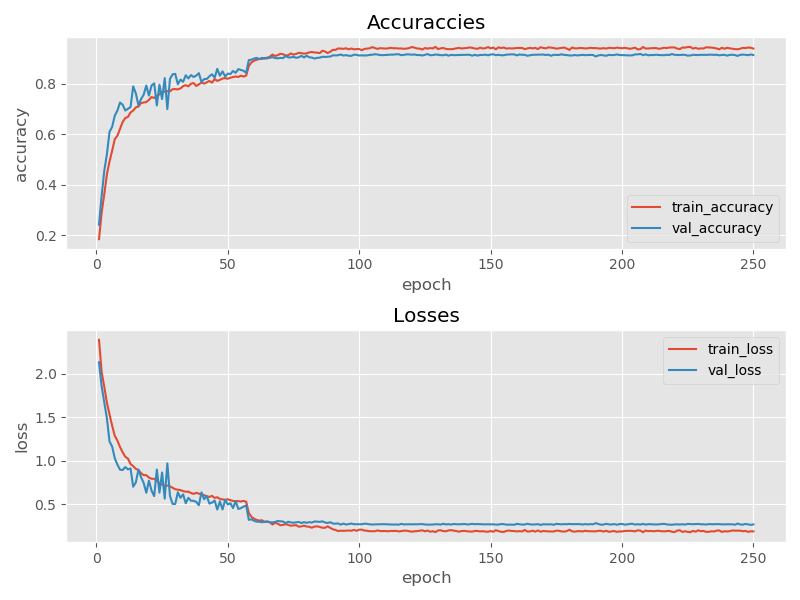 Accuraccies
accuracy
0.8
0.6
0.4
0.2
train_accuracy
val_accuracy
0 50 100 150 200 250
epoch
Losses
loss
2.0
1.5
1.0
0.5
train_loss
val_loss
0 50 100 150 200 250
epoch